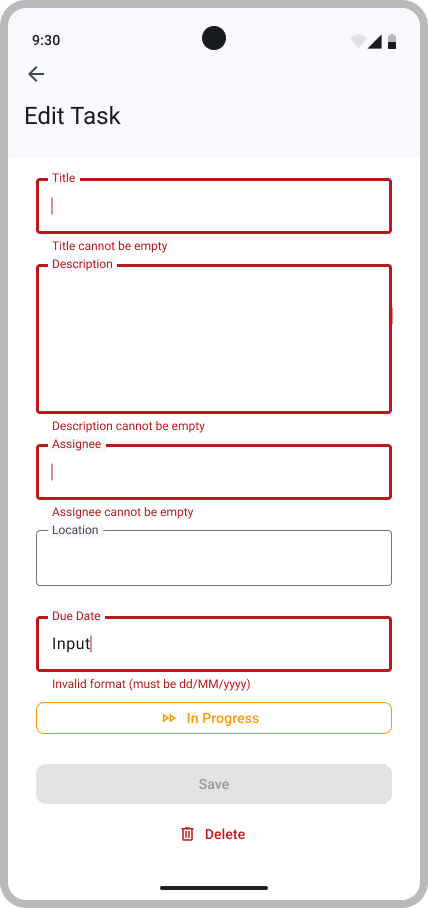 9:30
Edit Task
Title
Title cannot be empty
Description
Description cannot be empty
Assignee
Assignee cannot be empty
Location
Due Date
Input
Invalid format (must be dd/MM/yyyy)
In Progress
Save
Delete